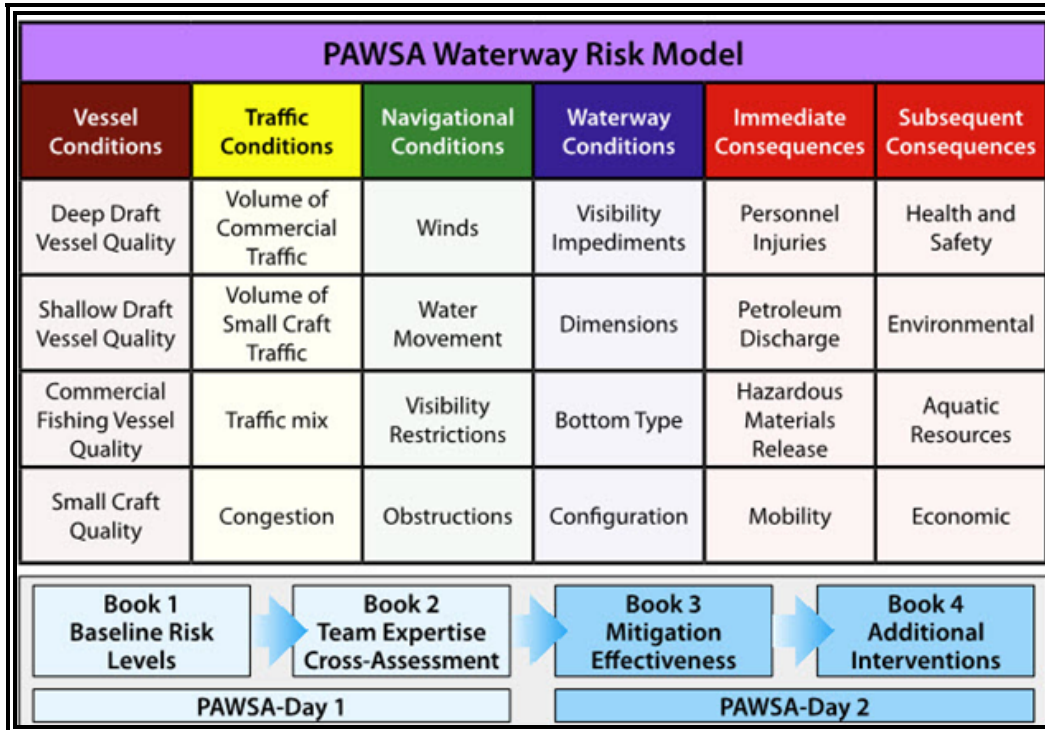 PAWSA Waterway Risk Model
Vessel
Conditions
Traffic
Conditions
Navigational
Conditions
Waterway
Conditions
Immediate
Consequences
Subsequent
Consequences
Deep Draft
Vessel Quality
Volume of
Commercial
Traffic
Winds
Visibility
Impediments
Personnel
Injuries
Health and
Safety
Shallow Draft
Vessel Quality
Volume of
Small Craft
Traffic
Water
Movement
Dimensions
Petroleum
Discharge
Environmental
Commercial
Fishing Vessel
Quality
Traffic mix
Visibility
Restrictions
Bottom Type
Hazardous
Materials
Release
Aquatic
Resources
Small Craft
Quality
Congestion
Obstructions
Configuration
Mobility
Economic
Book 1
Baseline Risk
Levels
Book 2
Team Expertise
Cross-Assessment
Book 3
Mitigation
Effectiveness
Book 4
Additional
Interventions
PAWSA-Day 1
PAWSA-Day 2